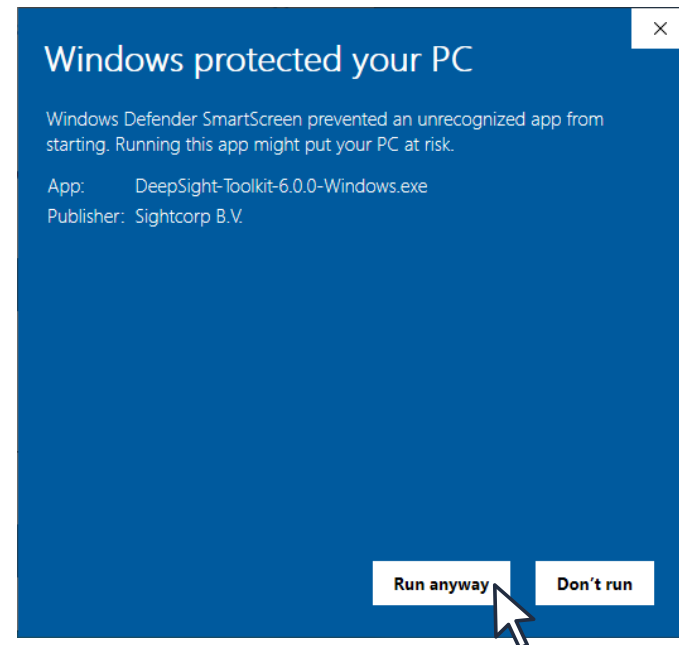 Windows protected your PC
Windows Defender SmartScreen prevented an unrecognized app from
starting. Running this app might put your PC at risk.
App: DeepSight-Toolkit-6.0.0-Windows.exe
Publisher: Sightcorp B.V.
Run anyway Don't run